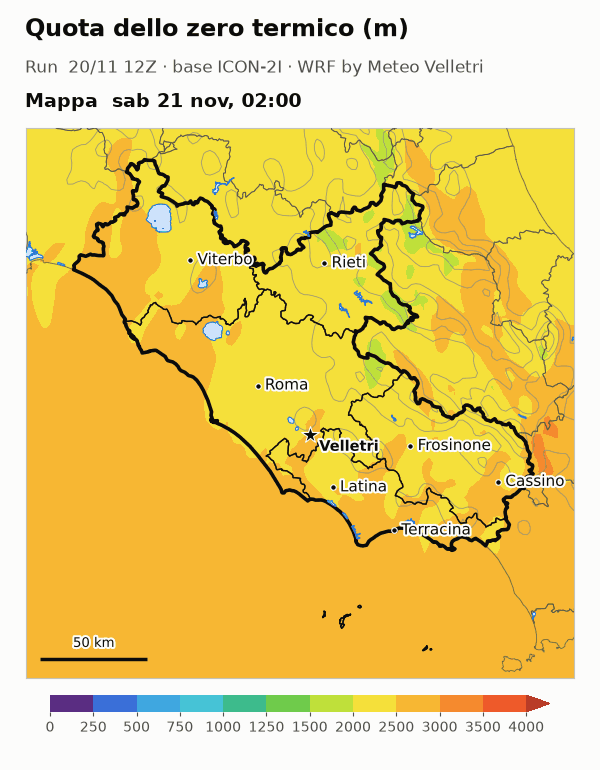 Quota dello zero termico (m)
Run  20/11 12Z · base ICON-2I · WRF by Meteo Velletri
Mappa  sab 21 nov, 02:00
Viterbo
Rieti
Roma
Velletri
Frosinone
Latina
Cassino
Terracina
50 km
0 250 500 750 1000 1250 1500 2000 2500 3000 3500 4000